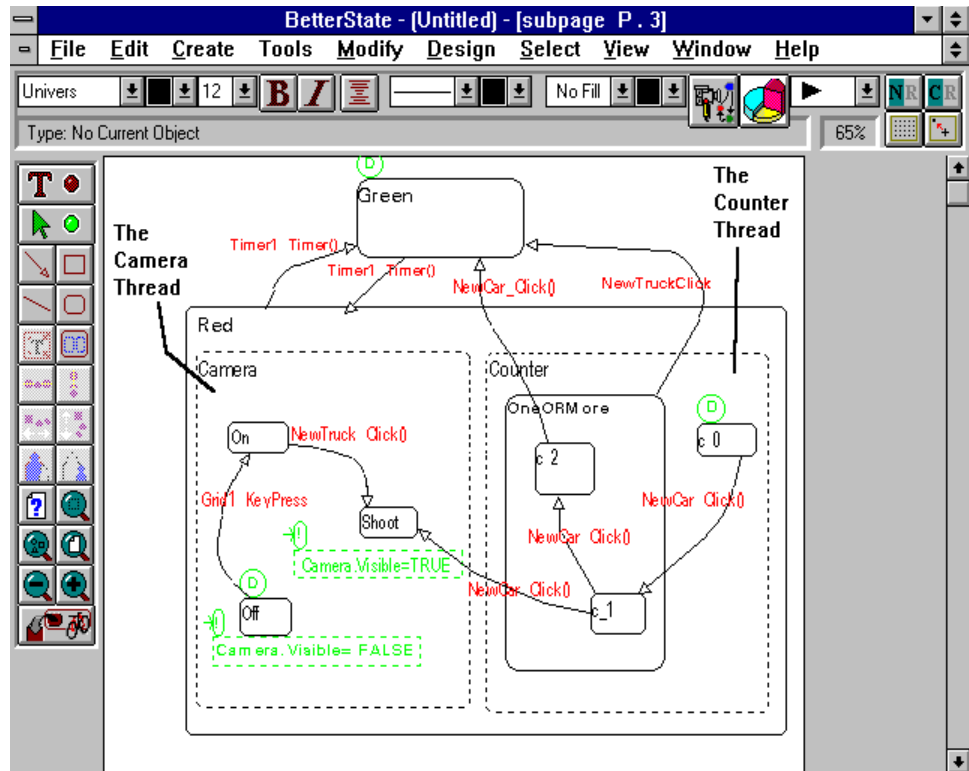 BetterState - (Untitled) - [subpage P . 3]
File Edit Create Tools Modify Design Select View Window Help
Univers 12 B I No Fill NR CR
Type: No Current Object 65%
D
Green
The
Counter
Thread
The
Camera
Thread
Timer1 Timer()
Timer1 Timer()
NewCar_Click()
NewTruckClick
Red
Camera
Counter
OneORMore
D
On
NewTruck Click()
c 2
c 0
Grid1 KeyPress
Shoot
NewCar Click()
NewCar Click()
!
Camera.Visible=TRUE
NewCar Click()
D
Off
c_1
!
Camera.Visible= FALSE